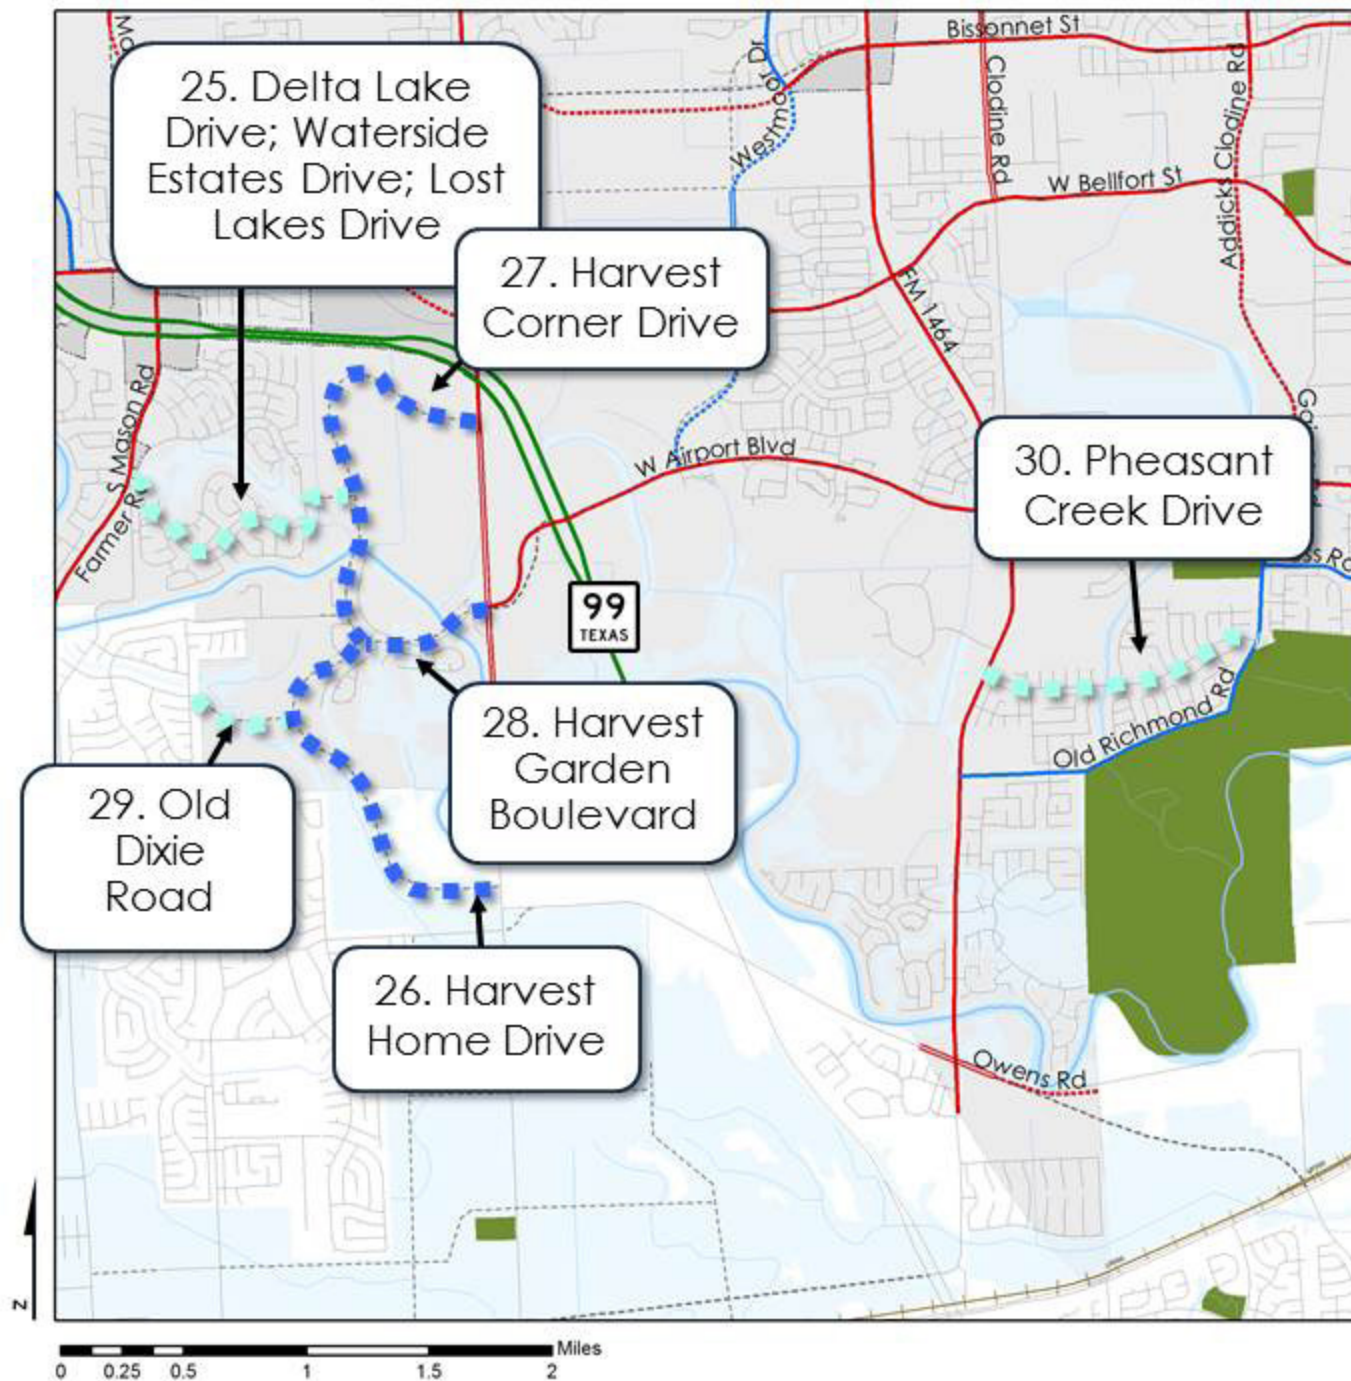 Bissonnet St
25. Delta Lake
Drive; Waterside
Estates Drive; Lost
Lakes Drive
Westmoor Dr
Clodine Rd
Addicks Clodine Rd
W Bellfort St
27. Harvest
Corner Drive
FM 1464
S Mason Rd
W Airport Blvd
30. Pheasant
Creek Drive
Farmer R
ss Rd
99
TEXAS
Old Richmond Rd
28. Harvest
Garden
Boulevard
29. Old
Dixie
Road
26. Harvest
Home Drive
Owens Rd
Z
Miles
0 0.25 0.5 1 1.5 2